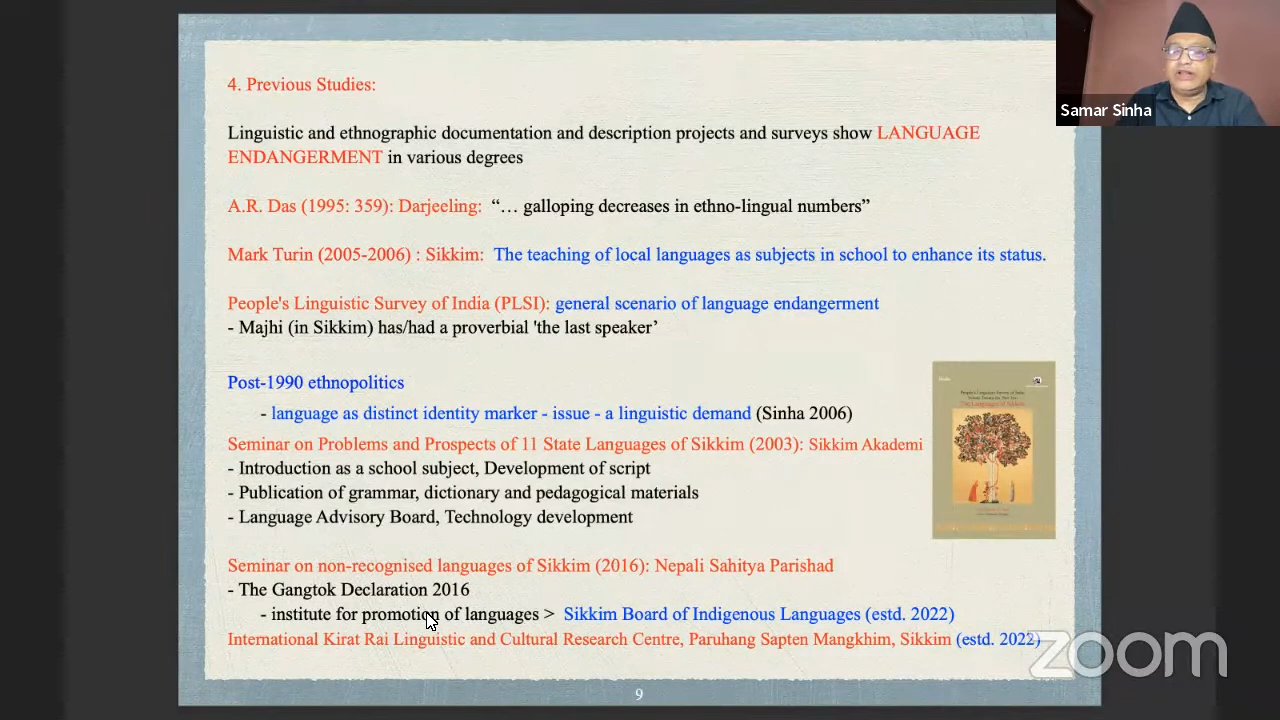 4. Previous Studies:
Linguistic and ethnographic documentation and description projects and surveys show LANGUAGE
ENDANGERMENT in various degrees
A.R. Das (1995: 359): Darjeeling: “… galloping decreases in ethno-lingual numbers”
Mark Turin (2005-2006) : Sikkim: The teaching of local languages as subjects in school to enhance its status.
People's Linguistic Survey of India (PLSI): general scenario of language endangerment
- Majhi (in Sikkim) has/had a proverbial 'the last speaker’
Post-1990 ethnopolitics
- language as distinct identity marker - issue - a linguistic demand (Sinha 2006)
Seminar on Problems and Prospects of 11 State Languages of Sikkim (2003): Sikkim Akademi
- Introduction as a school subject, Development of script
- Publication of grammar, dictionary and pedagogical materials
- Language Advisory Board, Technology development
Seminar on non-recognised languages of Sikkim (2016): Nepali Sahitya Parishad
- The Gangtok Declaration 2016
- institute for promotion of languages > Sikkim Board of Indigenous Languages (estd. 2022)
International Kirat Rai Linguistic and Cultural Research Centre, Paruhang Sapten Mangkhim, Sikkim (estd. 2022)
9
Samar Sinha
The Languages of Sikkim
zoom